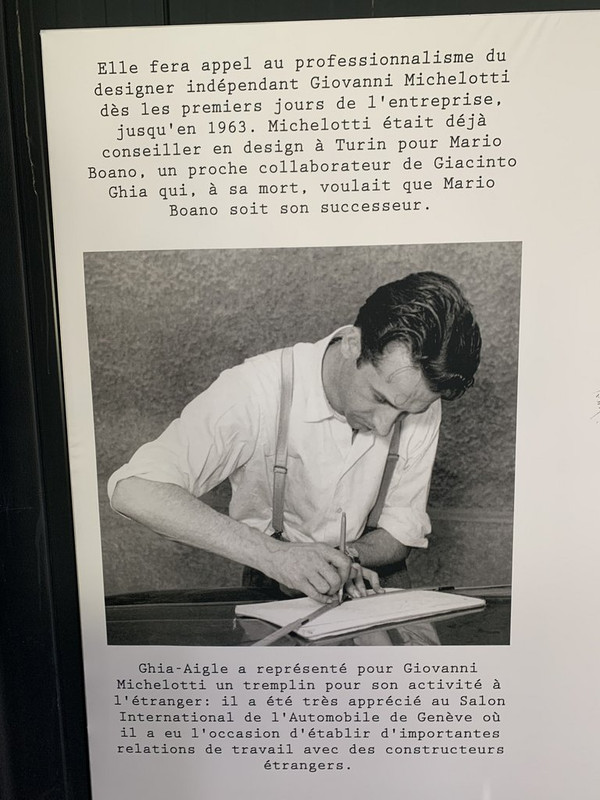 Elle fera appel au professionnalisme du
designer indépendant Giovanni Michelotti
dès les premiers jours de l'entreprise,
jusqu'en 1963. Michelotti était déjà
conseiller en design à Turin pour Mario
Boano, un proche collaborateur de Giacinto
Ghia qui, à sa mort, voulait que Mario
Boano soit son successeur.
Ghia-Aigle a représenté pour Giovanni
Michelotti un tremplin pour son activité à
l'étranger: il a été très apprécié au Salon
International de l'Automobile de Genève où
il a eu l'occasion d'établir d'importantes
relations de travail avec des constructeurs
étrangers.